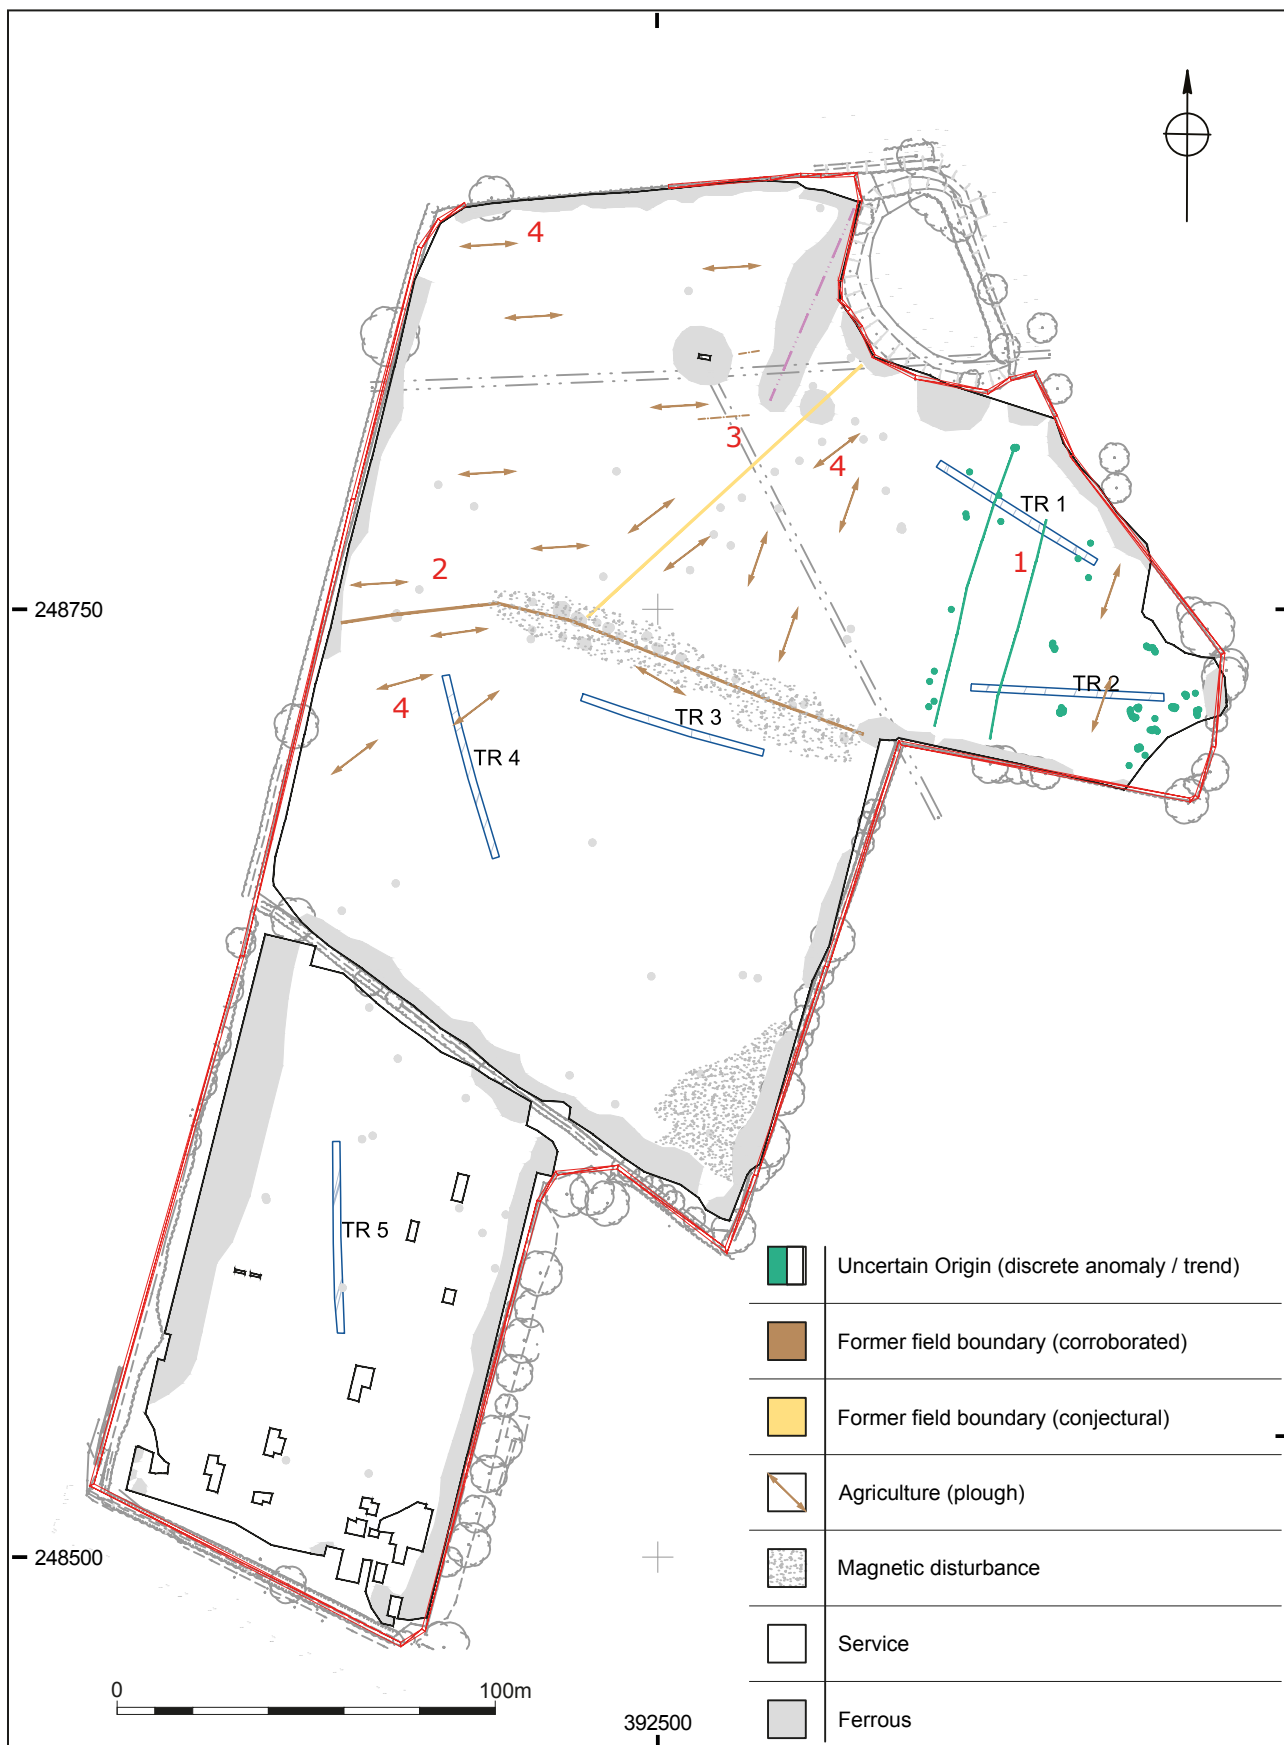 4
3
4
TR 1
1
2
248750
TR 2
4
TR 3
TR 4
TR 5
Uncertain Origin (discrete anomaly / trend)
Former field boundary (corroborated)
Former field boundary (conjectural)
Agriculture (plough)
248500
Magnetic disturbance
Service
0 100m
392500
Ferrous